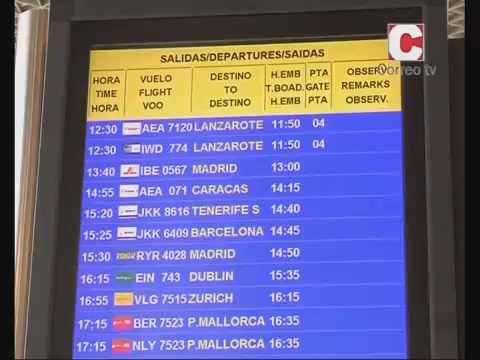 C
Correo tv
SALIDAS/DEPARTURES/SAIDAS
HORA VUELO DESTINO H.EMB PTA OBSERV.
TIME FLIGHT TO T.BOAD. GATE REMARKS
HORA VOO DESTINO H.EMB PTA OBSERV.
12:30 AEA 7120 LANZAROTE 11:50 04
12:30 IWD 774 LANZAROTE 11:50 04
13:40 IBE 0567 MADRID 13:00
14:55 AEA 071 CARACAS 14:15
15:20 JKK 8616 TENERIFE S 14:40
15:25 JKK 6409 BARCELONA 14:45
15:30 RYR 4028 MADRID 14:50
16:15 EIN 743 DUBLIN 15:35
16:55 VLG 7515 ZURICH 16:15
17:15 BER 7523 P.MALLORCA 16:35
17:15 NLY 7523 P.MALLORCA 16:35